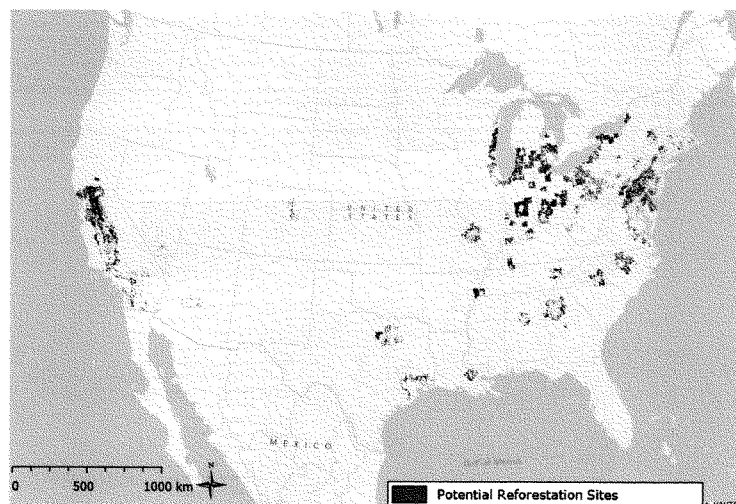 UNITED
STATES
MEXICO
N
0 500 1000 km
Potential Reforestation Sites